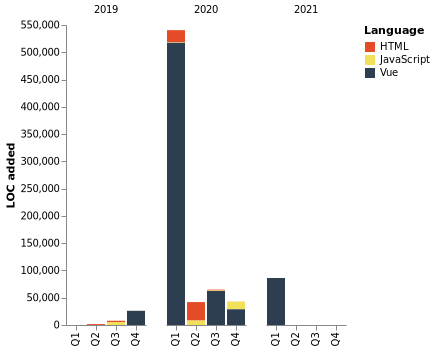 2019 2020 2021
Language
HTML
JavaScript
Vue
LOC added
550,000
500,000
450,000
400,000
350,000
300,000
250,000
200,000
150,000
100,000
50,000
0
Q1 Q2 Q3 Q4 Q1 Q2 Q3 Q4 Q1 Q2 Q3 Q4